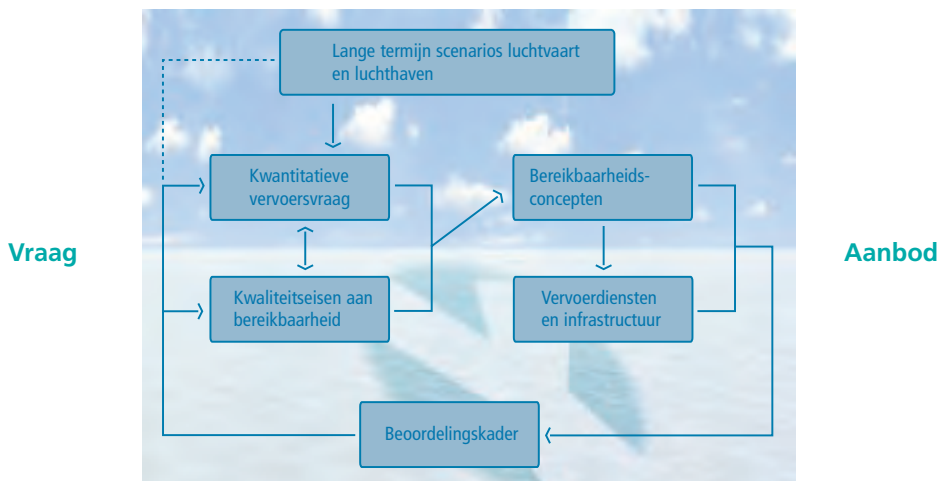 Lange termijn scenarios luchtvaart
en luchthaven
Kwantitatieve
vervoersvraag
Bereikbaarheids-
concepten
Vraag
Aanbod
Kwaliteitseisen aan
bereikbaarheid
Vervoerdiensten
en infrastructuur
Beoordelingskader